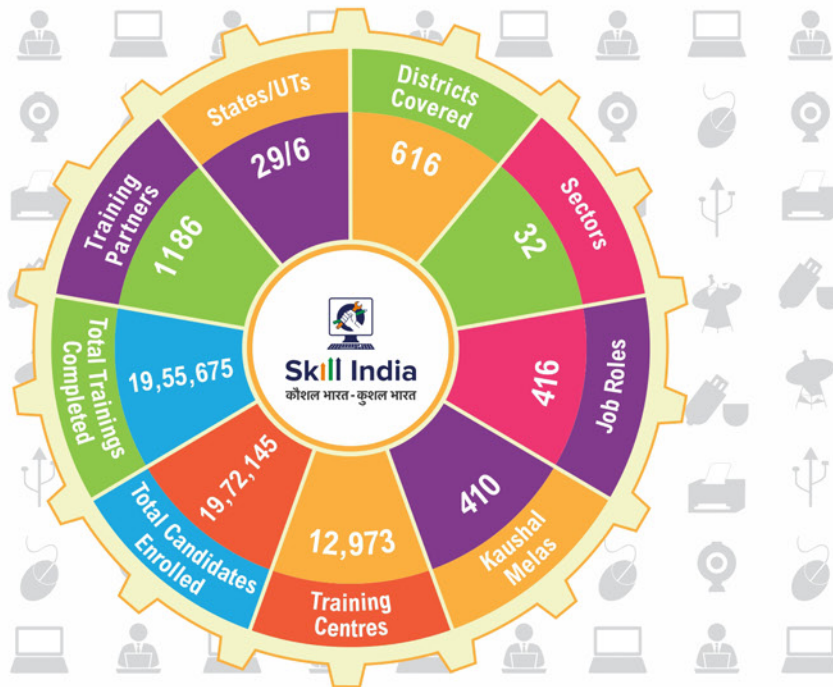 States/UTs
29/6
Districts
Covered
616
Sectors
32
Job Roles
416
Kaushal
Melas
410
Training
Centres
12,973
Total Candidates
Enrolled
19,72,145
Total Trainings
Completed
19,55,675
Training
Partners
1186
Skill India
कौशल भारत - कुशल भारत